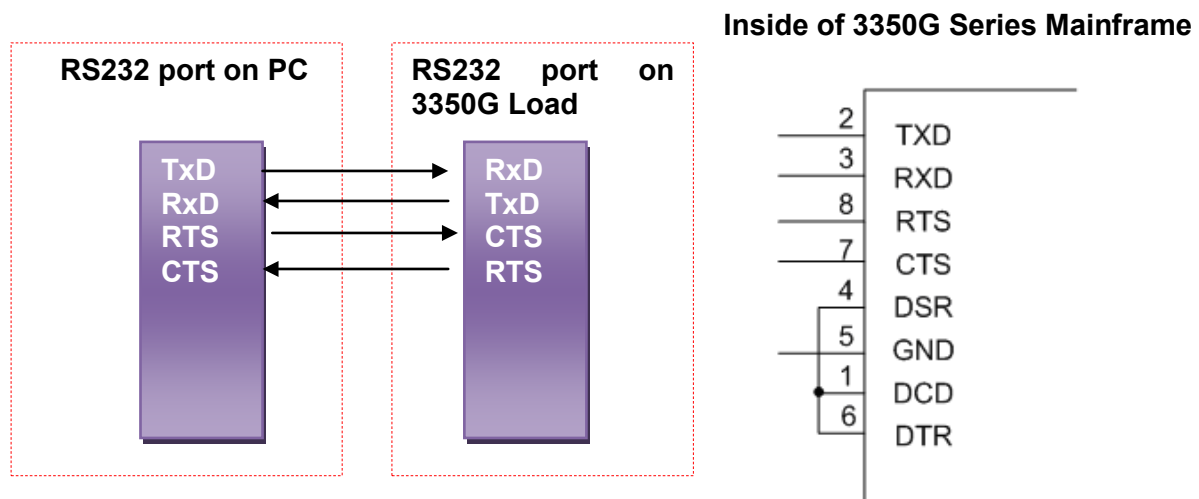 RS232 port on PC
TxD
RxD
RTS
CTS
RS232 port on
3350G Load
RxD
TxD
CTS
RTS
Inside of 3350G Series Mainframe
2 TXD
3 RXD
8 RTS
7 CTS
4 DSR
5 GND
1 DCD
6 DTR